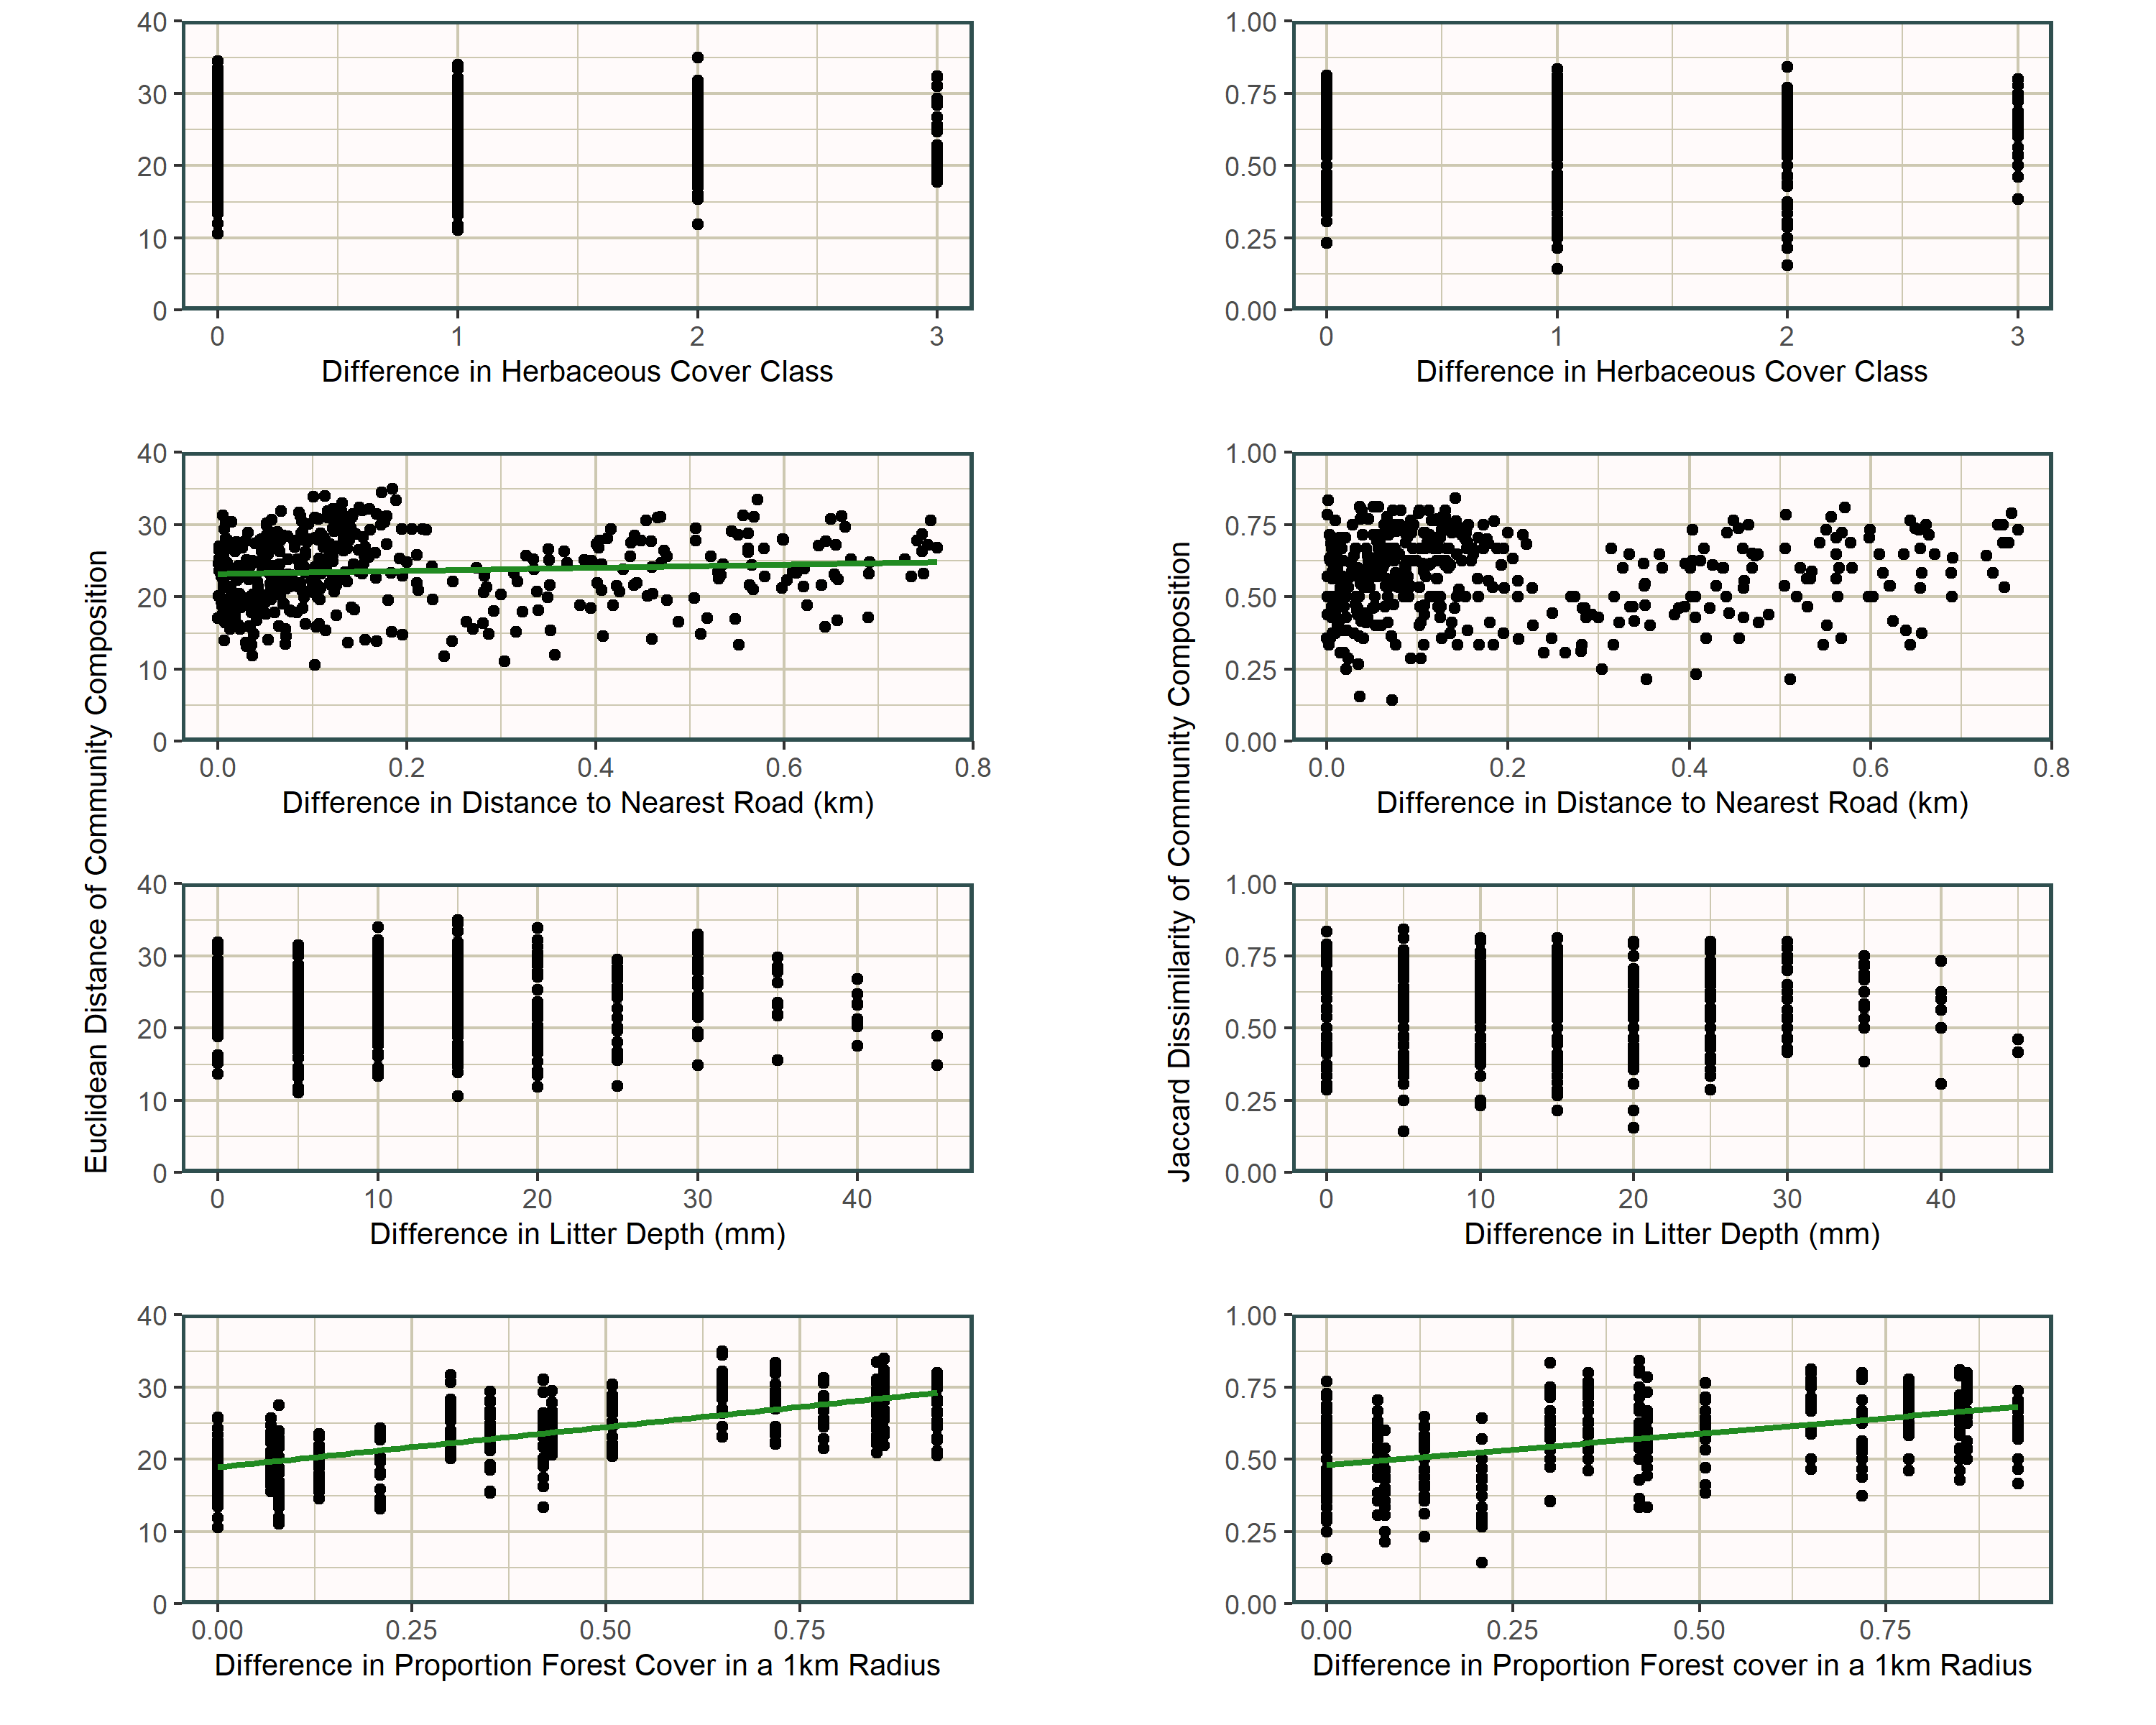 40
30
20
10
0
0 1 2 3
Difference in Herbaceous Cover Class
1.00
0.75
0.50
0.25
0.00
0 1 2 3
Difference in Herbaceous Cover Class
Euclidean Distance of Community Composition
40
30
20
10
0
0.0 0.2 0.4 0.6 0.8
Difference in Distance to Nearest Road (km)
Jaccard Dissimilarity of Community Composition
1.00
0.75
0.50
0.25
0.00
0.0 0.2 0.4 0.6 0.8
Difference in Distance to Nearest Road (km)
40
30
20
10
0
0 10 20 30 40
Difference in Litter Depth (mm)
1.00
0.75
0.50
0.25
0.00
0 10 20 30 40
Difference in Litter Depth (mm)
40
30
20
10
0
0.00 0.25 0.50 0.75
Difference in Proportion Forest Cover in a 1km Radius
1.00
0.75
0.50
0.25
0.00
0.00 0.25 0.50 0.75
Difference in Proportion Forest cover in a 1km Radius